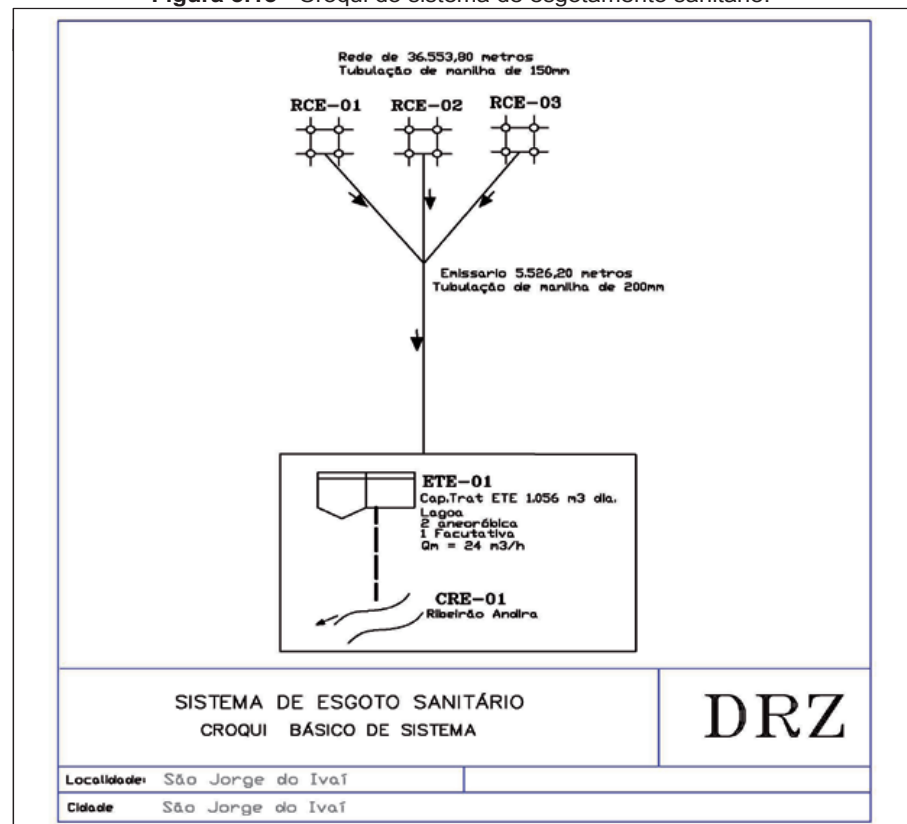 Rede de 36.553,80 metros
Tubulação de manilha de 150mm
RCE-01 RCE-02 RCE-03
Emissario 5.526,20 metros
Tubulação de manilha de 200mm
ETE-01
Cap.Trat ETE 1.056 m3 dia.
Lagoa
2 aneoróbica
1 Facutativa
Qm = 24 m3/h
CRE-01
Ribeirão Andira
SISTEMA DE ESGOTO SANITÁRIO
CROQUI BÁSICO DE SISTEMA
DRZ
Localidade: São Jorge do Ivaí
Cidade São Jorge do Ivaí